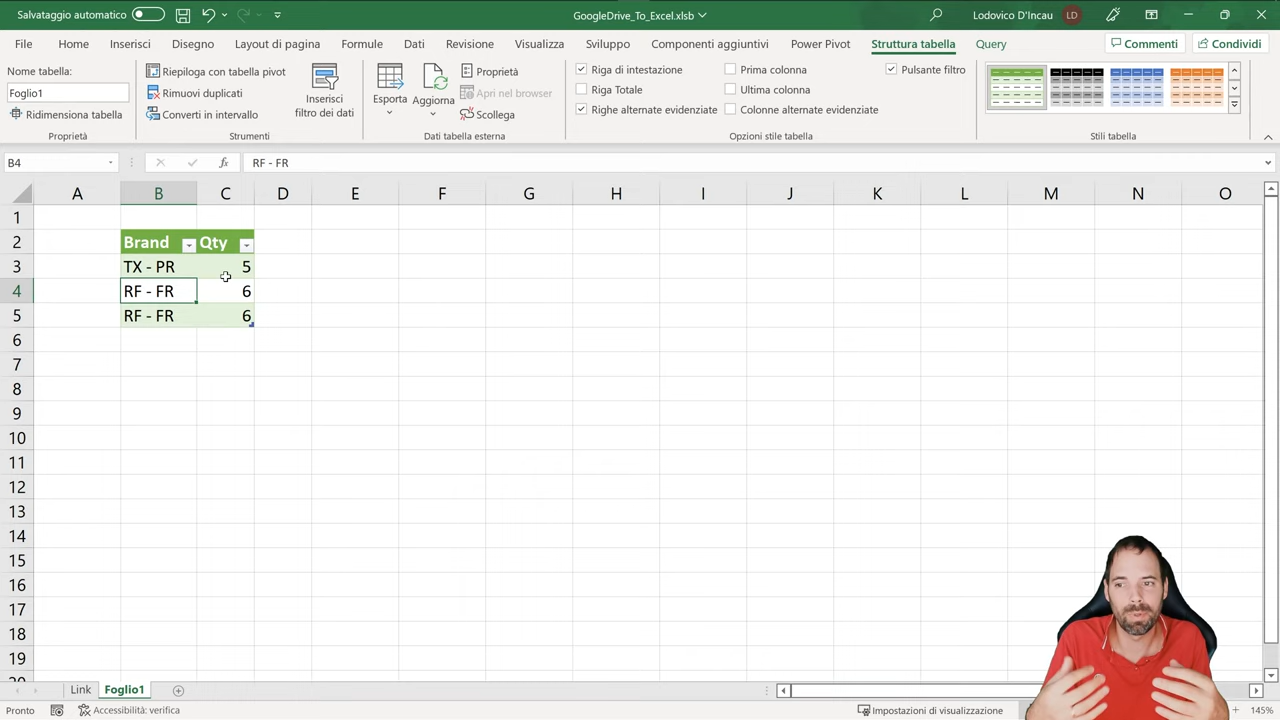 Salvataggio automatico
GoogleDrive_To_Excel.xlsb
Lodovico D'Incau
LD
File Home Inserisci Disegno Layout di pagina Formule Dati Revisione Visualizza Sviluppo Componenti aggiuntivi Power Pivot Struttura tabella Query Commenti Condividi
Nome tabella:
Foglio1
Ridimensiona tabella
Proprietà
Riepiloga con tabella pivot
Rimuovi duplicati
Converti in intervallo
Inserisci
filtro dei dati
Strumenti
Esporta
Aggiorna
Proprietà
Apri nel browser
Scollega
Dati tabella esterna
Riga di intestazione
Riga Totale
Righe alternate evidenziate
Prima colonna
Ultima colonna
Colonne alternate evidenziate
Pulsante filtro
Opzioni stile tabella
Stili tabella
B4
fx
RF - FR
A B C D E F G H I J K L M N O
1
2 Brand Qty
3 TX - PR 5
4 RF - FR 6
5 RF - FR 6
6
7
8
9
10
11
12
13
14
15
16
17
18
19
Link Foglio1
Pronto
Accessibilità: verifica
Impostazioni di visualizzazione
145%